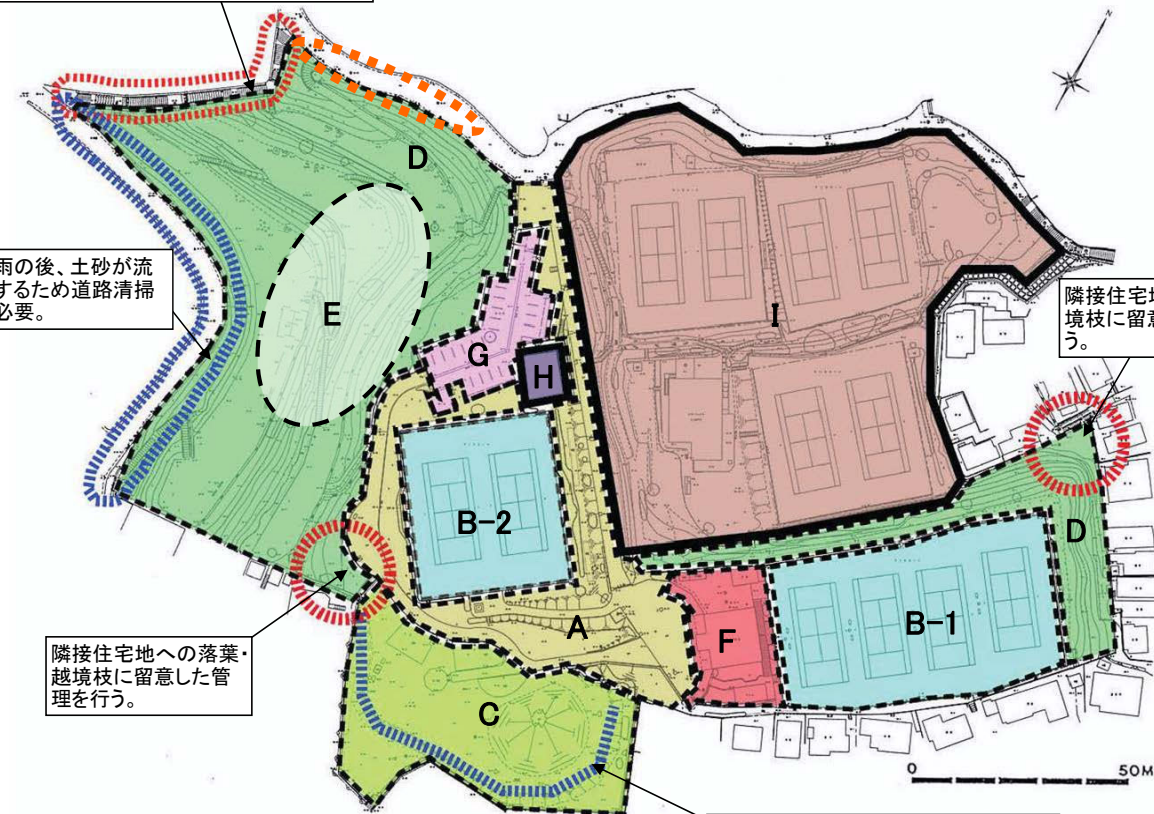 N
D
雨の後、土砂が流
するため道路清掃
必要。
E
I
隣接住宅地
境枝に留意
う。
G
H
B-2
D
A
B-1
F
隣接住宅地への落葉・
越境枝に留意した管
理を行う。
C
0 50M